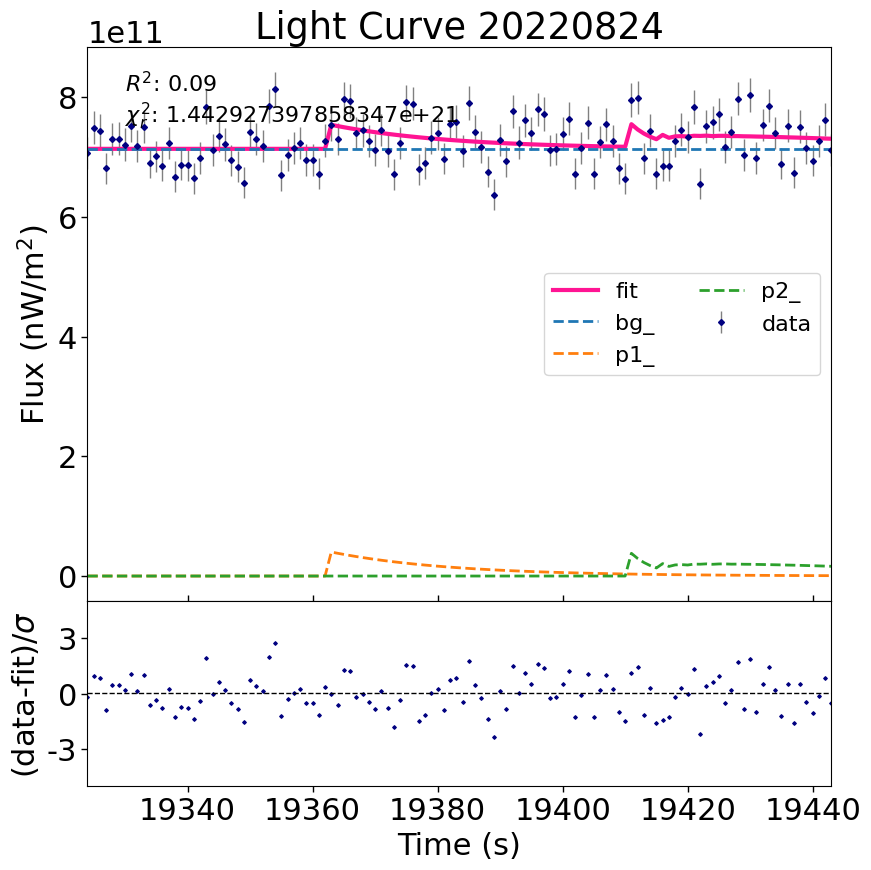 Light Curve 20220824
1e11
R²: 0.09
χ²ᵣ: 1.442927397858347e+21
8
6
4
2
0
Flux (nW/m²)
fit
bg_
p1_
p2_
data
3
0
-3
(data-fit)/σ
19340 19360 19380 19400 19420 19440
Time (s)